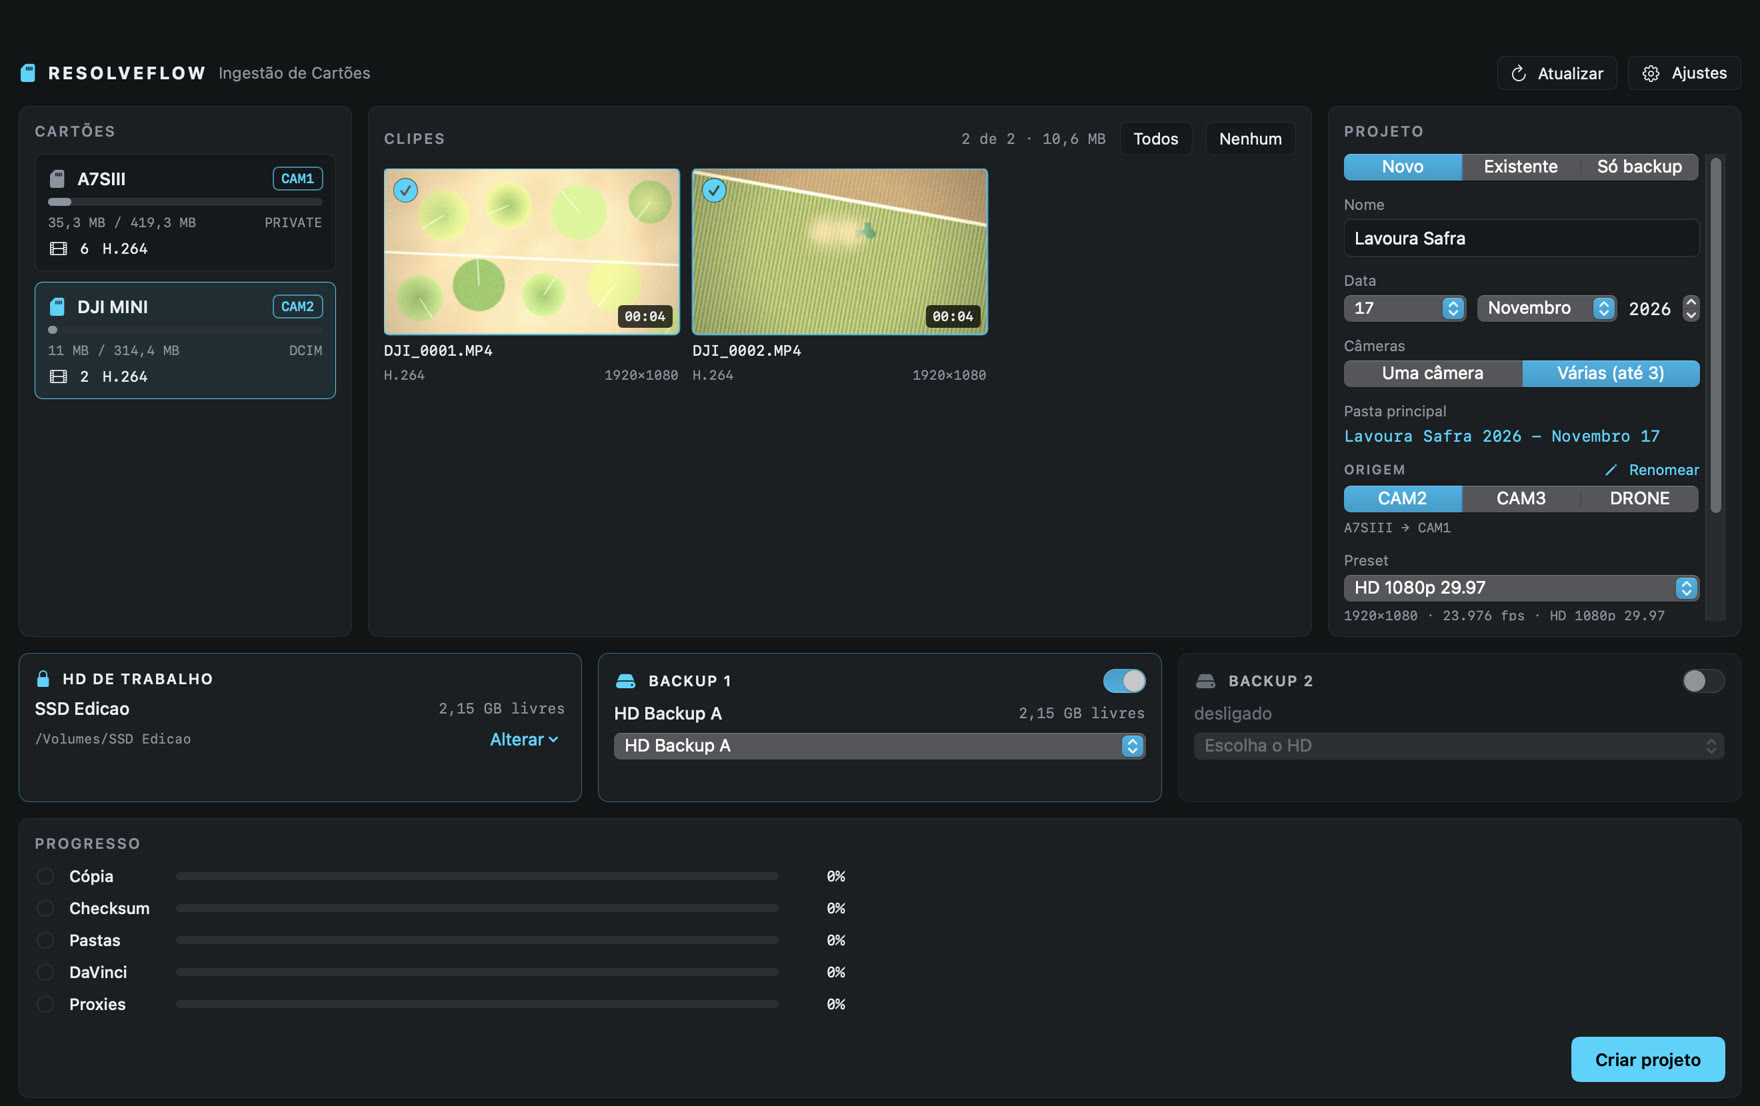 RESOLVEFLOW Ingestão de Cartões
Atualizar
Ajustes
CARTÕES
A7SIII CAM1
35,3 MB / 419,3 MB PRIVATE
6 H.264
DJI MINI CAM2
11 MB / 314,4 MB DCIM
2 H.264
CLIPES
2 de 2 · 10,6 MB
Todos
Nenhum
00:04
DJI_0001.MP4
H.264 1920×1080
00:04
DJI_0002.MP4
H.264 1920×1080
PROJETO
Novo Existente Só backup
Nome
Lavoura Safra
Data
17 Novembro 2026
Câmeras
Uma câmera Várias (até 3)
Pasta principal
Lavoura Safra 2026 – Novembro 17
ORIGEM Renomear
CAM2 CAM3 DRONE
A7SIII → CAM1
Preset
HD 1080p 29.97
1920×1080 · 23.976 fps · HD 1080p 29.97
HD DE TRABALHO
SSD Edicao 2,15 GB livres
/Volumes/SSD Edicao Alterar
BACKUP 1
HD Backup A 2,15 GB livres
HD Backup A
BACKUP 2
desligado
Escolha o HD
PROGRESSO
Cópia 0%
Checksum 0%
Pastas 0%
DaVinci 0%
Proxies 0%
Criar projeto